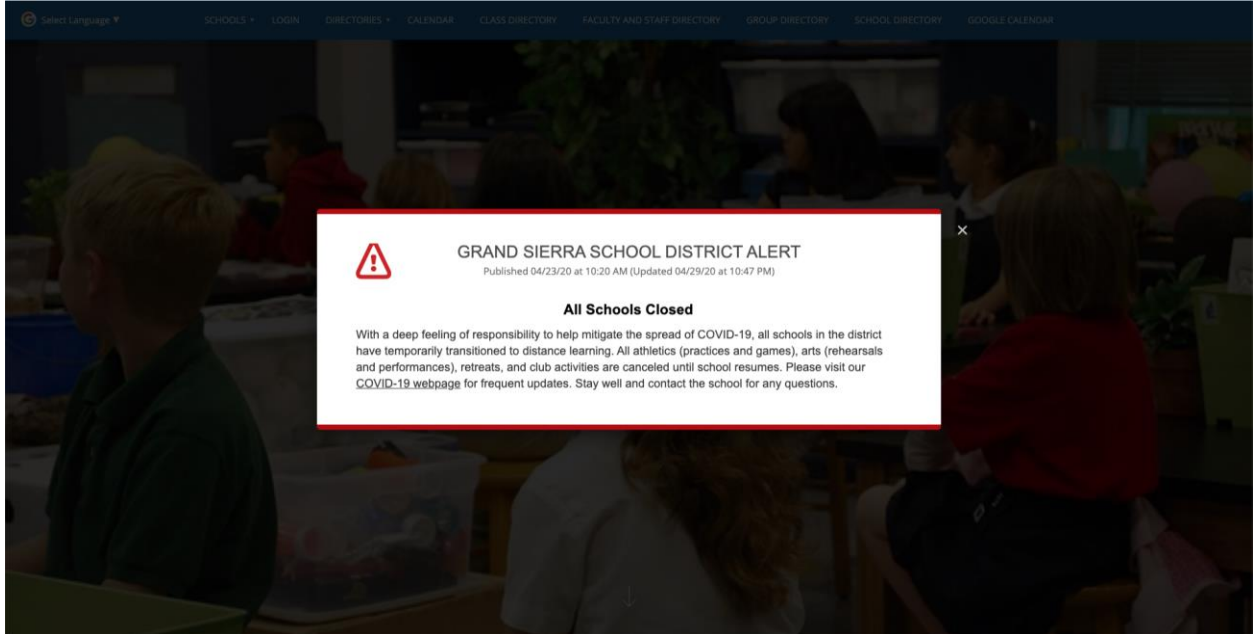 Select Language ▼
SCHOOLS LOGIN DIRECTORIES CALENDAR CLASS DIRECTORY FACULTY AND STAFF DIRECTORY GROUP DIRECTORY SCHOOL DIRECTORY GOOGLE CALENDAR
GRAND SIERRA SCHOOL DISTRICT ALERT
Published 04/23/20 at 10:20 AM (Updated 04/29/20 at 10:47 PM)
All Schools Closed
With a deep feeling of responsibility to help mitigate the spread of COVID-19, all schools in the district
have temporarily transitioned to distance learning. All athletics (practices and games), arts (rehearsals
and performances), retreats, and club activities are canceled until school resumes. Please visit our
COVID-19 webpage for frequent updates. Stay well and contact the school for any questions.